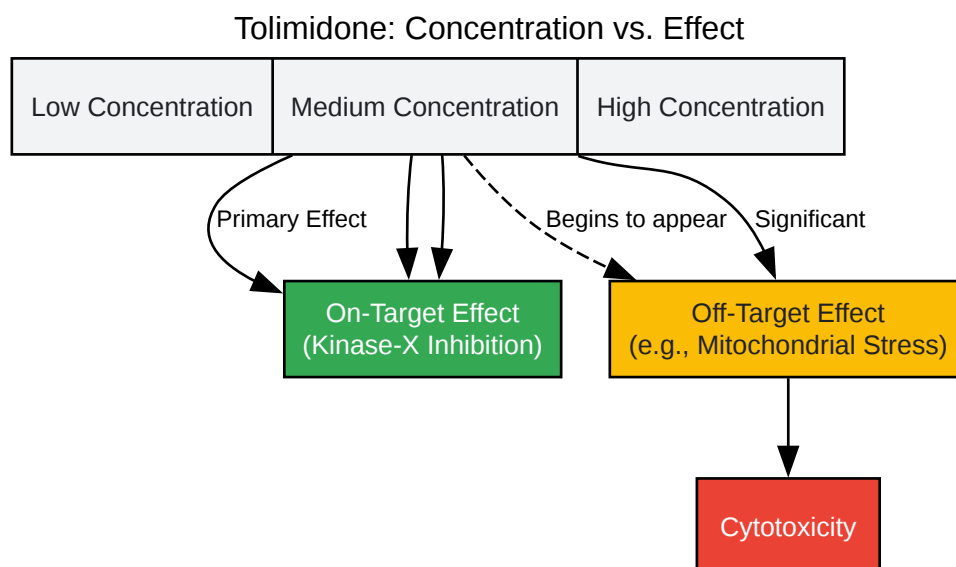 Tolimidone: Concentration vs. Effect
Low Concentration
Medium Concentration
High Concentration
Primary Effect
Begins to appear
Significant
On-Target Effect
(Kinase-X Inhibition)
Off-Target Effect
(e.g., Mitochondrial Stress)
Cytotoxicity